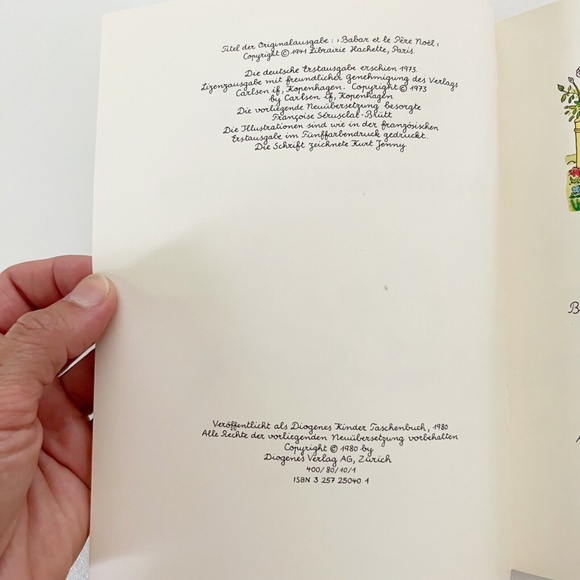 Titel der Originalausgabe: ›Babar et le Père Noël‹
Copyright © 1941 Librairie Hachette, Paris.
Die deutsche Erstausgabe erschien 1973.
Lizenzausgabe mit freundlicher Genehmigung des Verlags
Carlsen if, Kopenhagen. Copyright © 1973
by Carlsen if, Kopenhagen
Die vorliegende Neuübersetzung besorgte
Françoise Sérusclat-Blütt
Die Illustrationen sind wie in der französischen
Erstausgabe im Fünffarbendruck gedruckt.
Die Schrift zeichnete Kurt Jenny
Veröffentlicht als Diogenes Kinder Taschenbuch, 1980
Alle Rechte der vorliegenden Neuübersetzung vorbehalten
Copyright © 1980 by
Diogenes Verlag AG, Zürich
400/80/10/1
ISBN 3 257 25040 1
B